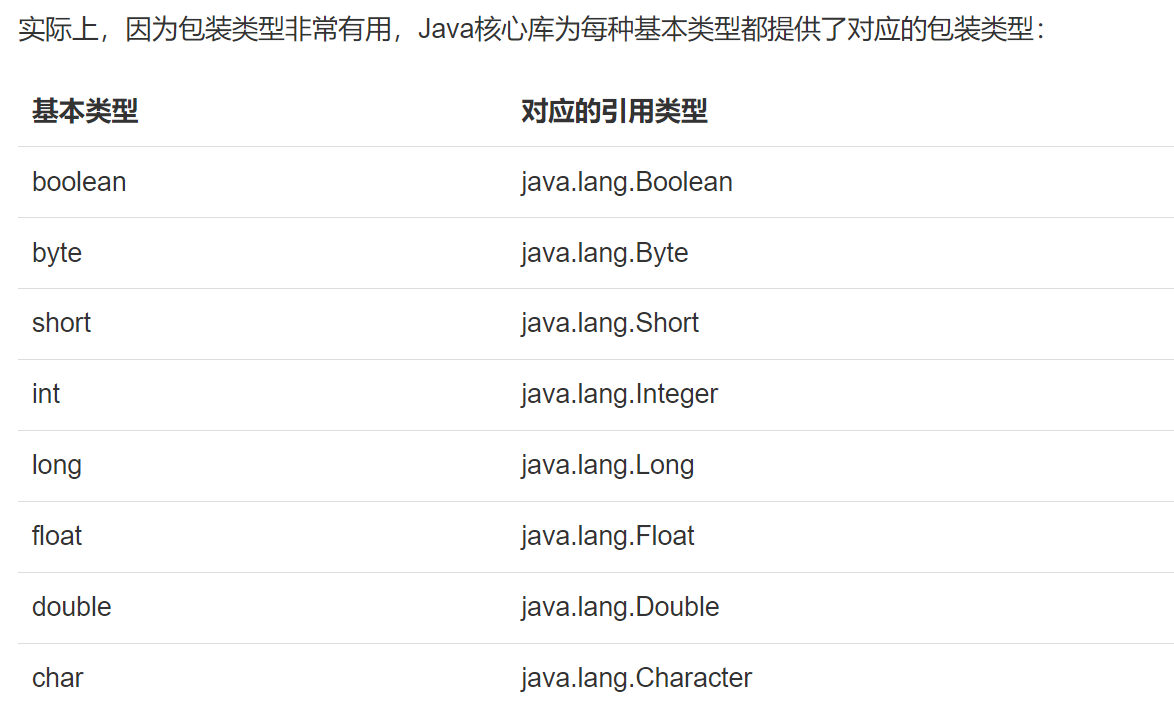 实际上，因为包装类型非常有用，Java核心库为每种基本类型都提供了对应的包装类型：
基本类型 对应的引用类型
boolean java.lang.Boolean
byte java.lang.Byte
short java.lang.Short
int java.lang.Integer
long java.lang.Long
float java.lang.Float
double java.lang.Double
char java.lang.Character